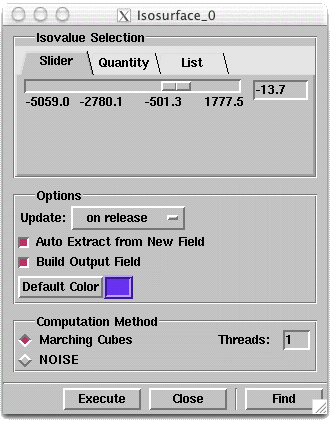 Isosurface_0
Isovalue Selection
Slider Quantity List
-13.7
-5059.0 -2780.1 -501.3 1777.5
Options
Update: on release
Auto Extract from New Field
Build Output Field
Default Color
Computation Method
Marching Cubes Threads: 1
NOISE
Execute Close Find